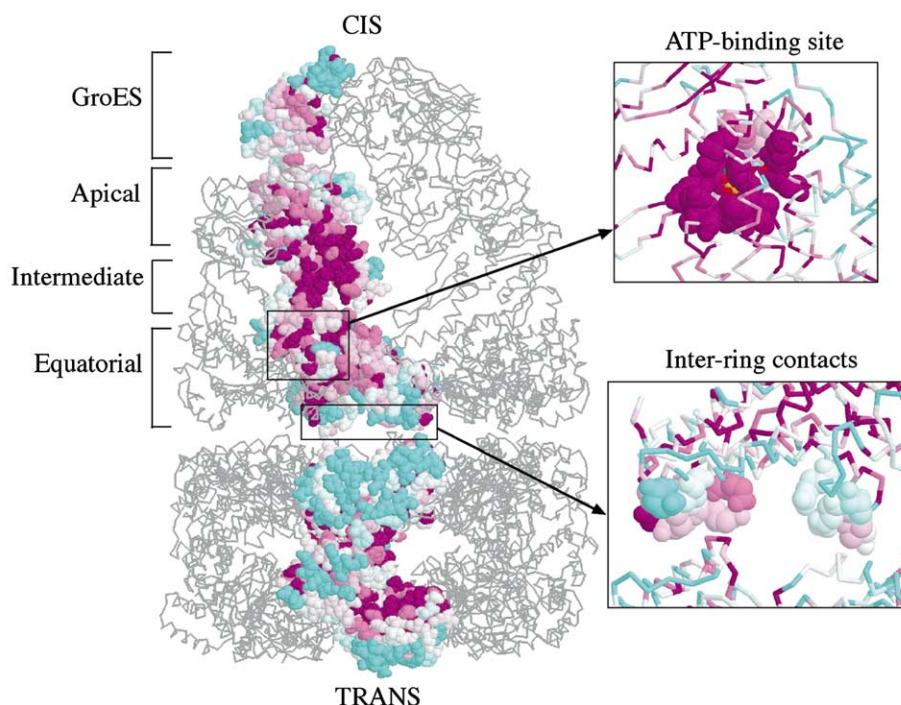 CIS
ATP-binding site
GroES
Apical
Intermediate
Equatorial
Inter-ring contacts
TRANS